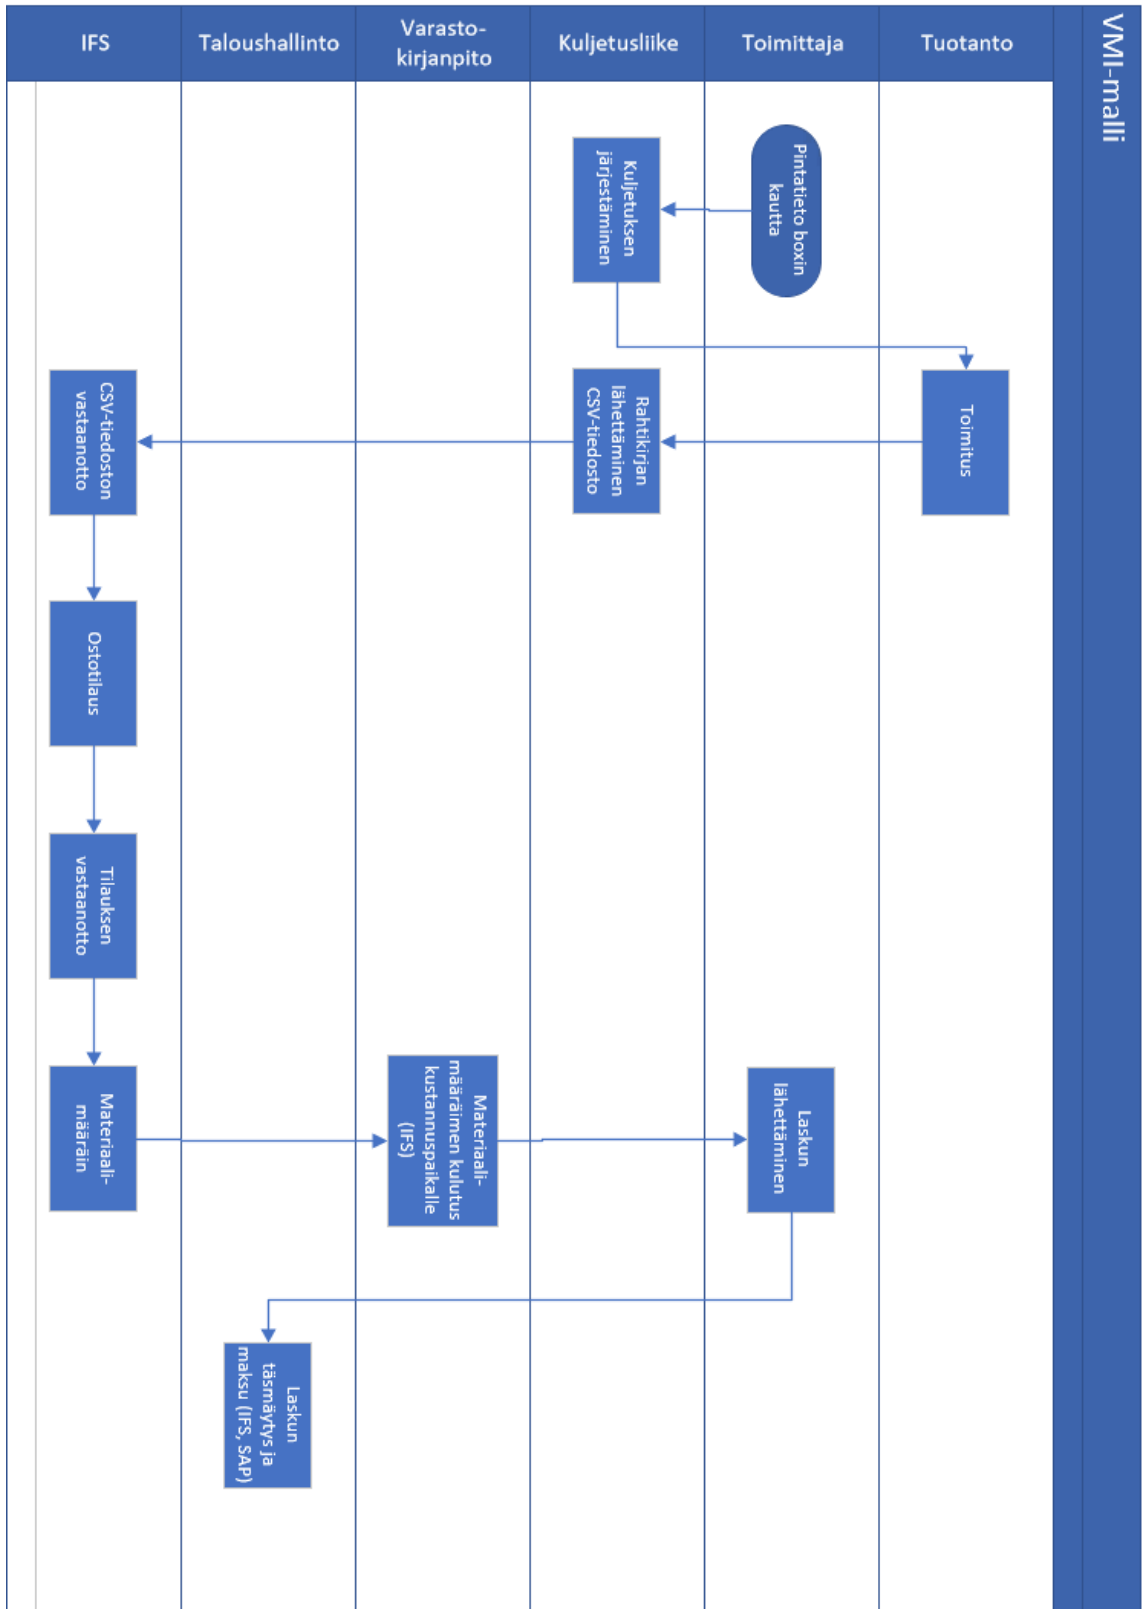 VMI-malli
IFS
Taloushallinto
Varasto-
kirjanpito
Kuljetusliike
Toimittaja
Tuotanto
Pintatieto boxin
kautta
Kuljetuksen
järjestäminen
Toimitus
Rahtikirjan
lähettäminen
CSV-tiedosto
CSV-tiedoston
vastaanotto
Ostotilaus
Tilauksen
vastaanotto
Materiaali-
määräin
Materiaali-
määräimen kulutus
kustannuspaikalle
(IFS)
Laskun
lähettäminen
Laskun
täsmäytys ja
maksu (IFS, SAP)